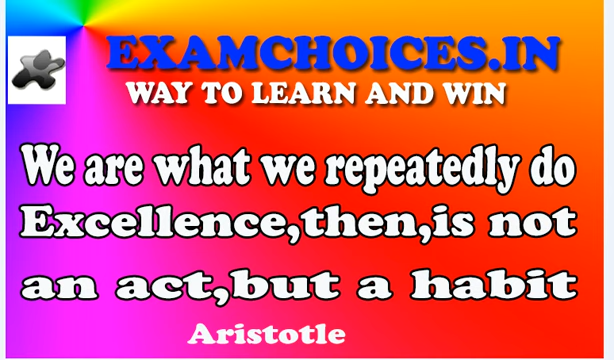 EXAMCHOICES.IN
WAY TO LEARN AND WIN
We are what we repeatedly do
Excellence,then,is not
an act,but a habit
Aristotle